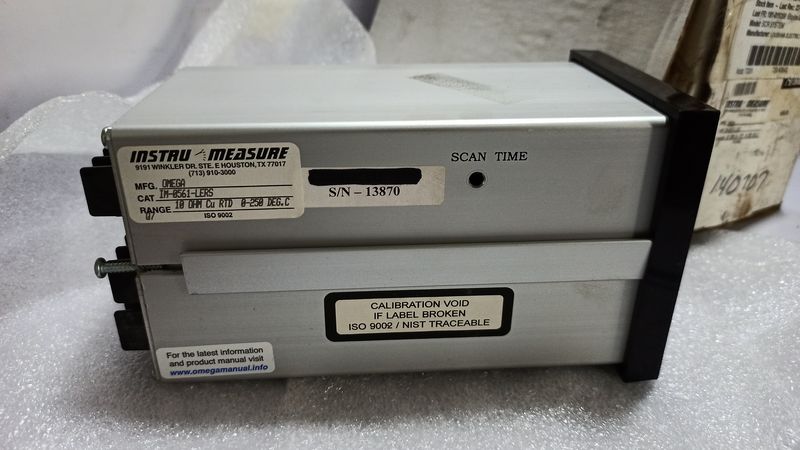 INSTRU MEASURE
9191 WINKLER DR. STE. E HOUSTON, TX 77017
(713) 910-3000
MFG. OMEGA
CAT IM-0561-LERS
RANGE 10 OHM Cu RTD 0-250 DEG.C
ISO 9002
S/N – 13870
SCAN TIME
CALIBRATION VOID
IF LABEL BROKEN
ISO 9002 / NIST TRACEABLE
For the latest information
and product manual visit
www.omegamanual.info
INSTRU MEASURE
140707